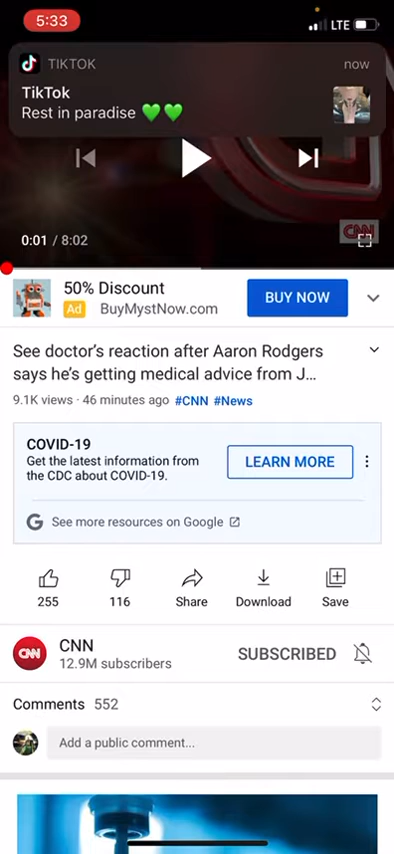 5:33
LTE
TIKTOK
now
TikTok
Rest in paradise 💚💚
0:01 / 8:02
CNN
50% Discount
Ad BuyMystNow.com
BUY NOW
See doctor's reaction after Aaron Rodgers
says he's getting medical advice from J...
9.1K views · 46 minutes ago #CNN #News
COVID-19
Get the latest information from
the CDC about COVID-19.
LEARN MORE
See more resources on Google
255
116
Share
Download
Save
CNN
CNN
12.9M subscribers
SUBSCRIBED
Comments 552
Add a public comment...